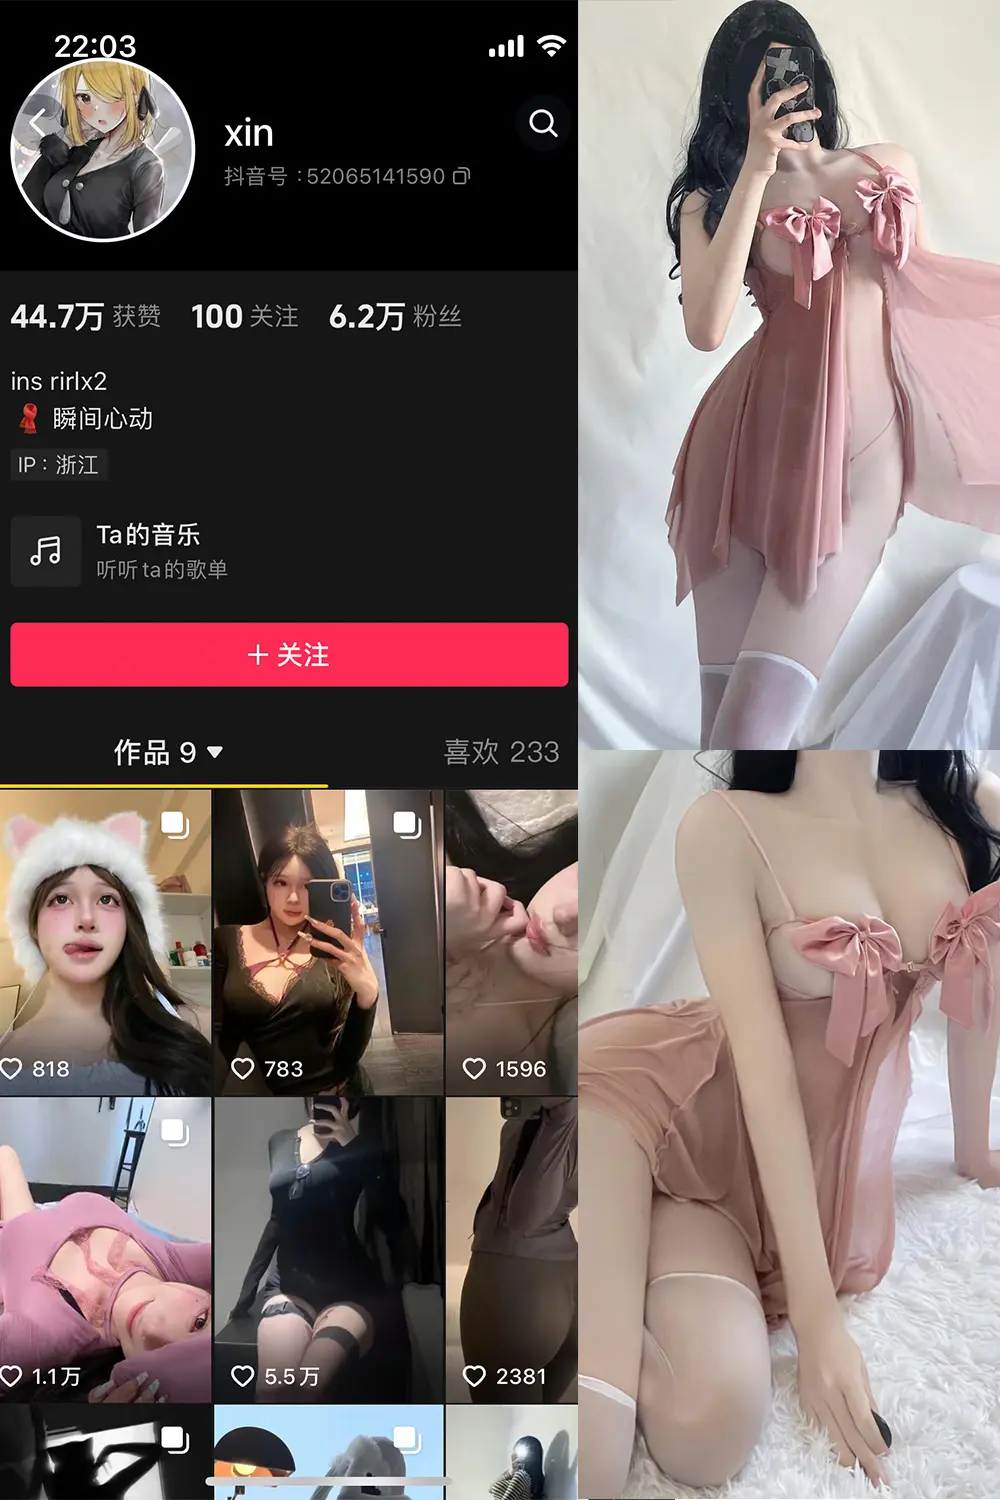 22:03
xin
抖音号：52065141590
44.7万 获赞 100 关注 6.2万 粉丝
ins rirlx2
瞬间心动
IP：浙江
Ta的音乐
听听ta的歌单
+ 关注
作品 9 喜欢 233
818 783 1596
1.1万 5.5万 2381